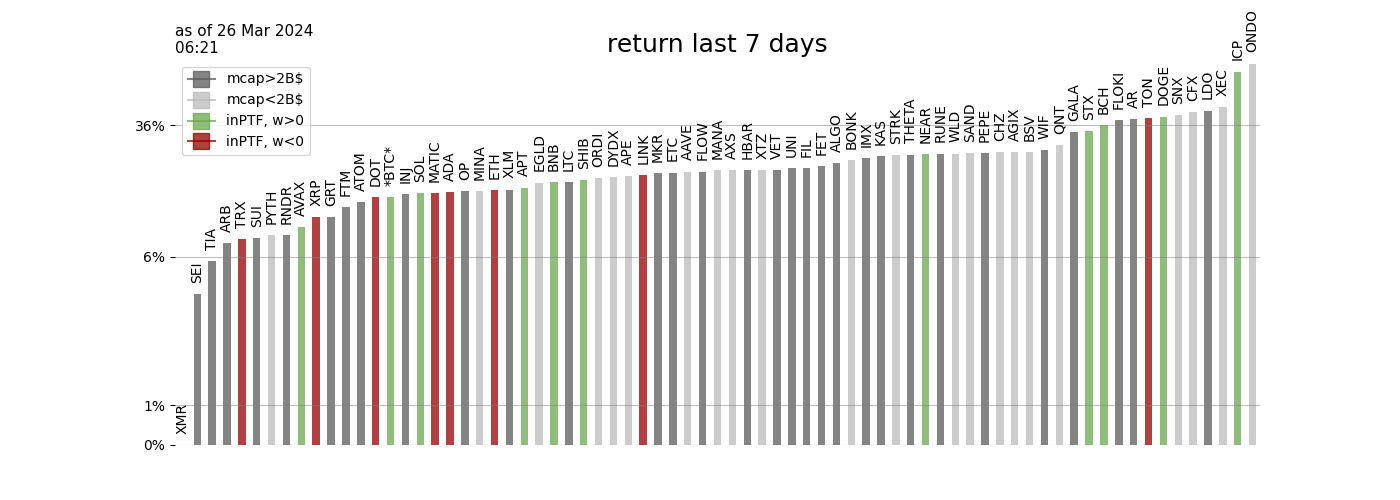 as of 26 Mar 2024
06:21
return last 7 days
mcap>2B$
mcap<2B$
inPTF, w>0
inPTF, w<0
36%
6%
1%
0%
XMR
SEI
TIA
ARB
TRX
SUI
PYTH
RNDR
AVAX
XRP
GRT
FTM
ATOM
DOT
*BTC*
INJ
SOL
MATIC
ADA
OP
MINA
ETH
XLM
APT
EGLD
BNB
LTC
SHIB
ORDI
DYDX
APE
LINK
MKR
ETC
AAVE
FLOW
MANA
AXS
HBAR
XTZ
VET
UNI
FIL
FET
ALGO
BONK
IMX
KAS
STRK
THETA
NEAR
RUNE
WLD
SAND
PEPE
CHZ
AGIX
BSV
WIF
QNT
GALA
STX
BCH
FLOKI
AR
TON
DOGE
SNX
CFX
LDO
XEC
ICP
ONDO